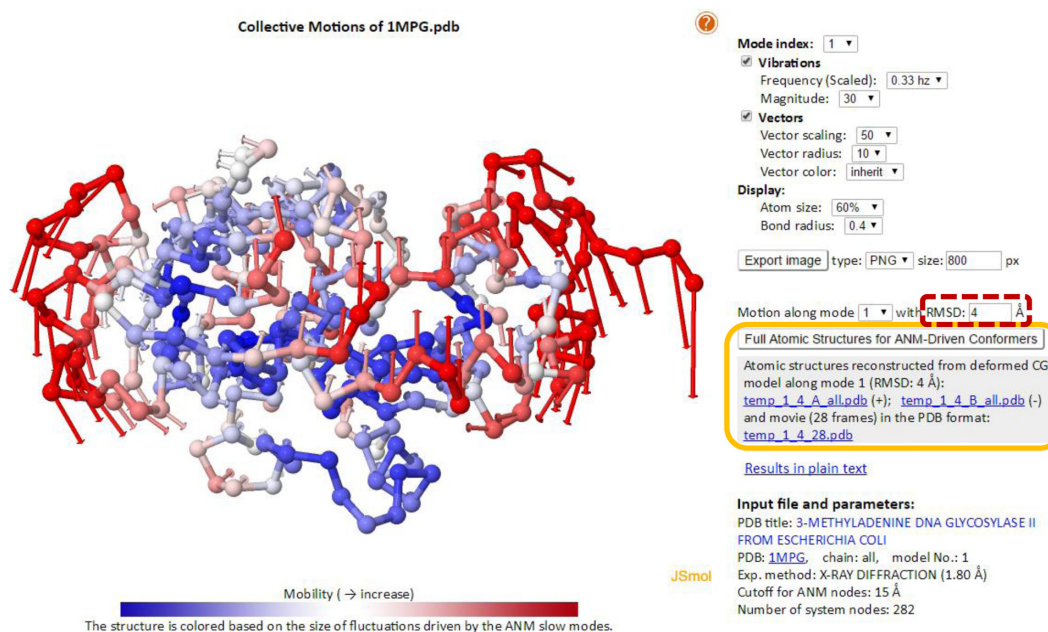 Collective Motions of 1MPG.pdb
?
Mode index: 1
Vibrations
Frequency (Scaled): 0.33 hz
Magnitude: 30
Vectors
Vector scaling: 50
Vector radius: 10
Vector color: inherit
Display:
Atom size: 60%
Bond radius: 0.4
Export image type: PNG size: 800 px
Motion along mode 1 with RMSD: 4 Å
Full Atomic Structures for ANM-Driven Conformers
Atomic structures reconstructed from deformed CG
model along mode 1 (RMSD: 4 Å):
temp_1_4_A_all.pdb (+); temp_1_4_B_all.pdb (-)
and movie (28 frames) in the PDB format:
temp_1_4_28.pdb
Results in plain text
Input file and parameters:
PDB title: 3-METHYLADENINE DNA GLYCOSYLASE II
FROM ESCHERICHIA COLI
PDB: 1MPG, chain: all, model No.: 1
Exp. method: X-RAY DIFFRACTION (1.80 Å)
Cutoff for ANM nodes: 15 Å
Number of system nodes: 282
JSmol
Mobility ( → increase)
The structure is colored based on the size of fluctuations driven by the ANM slow modes.